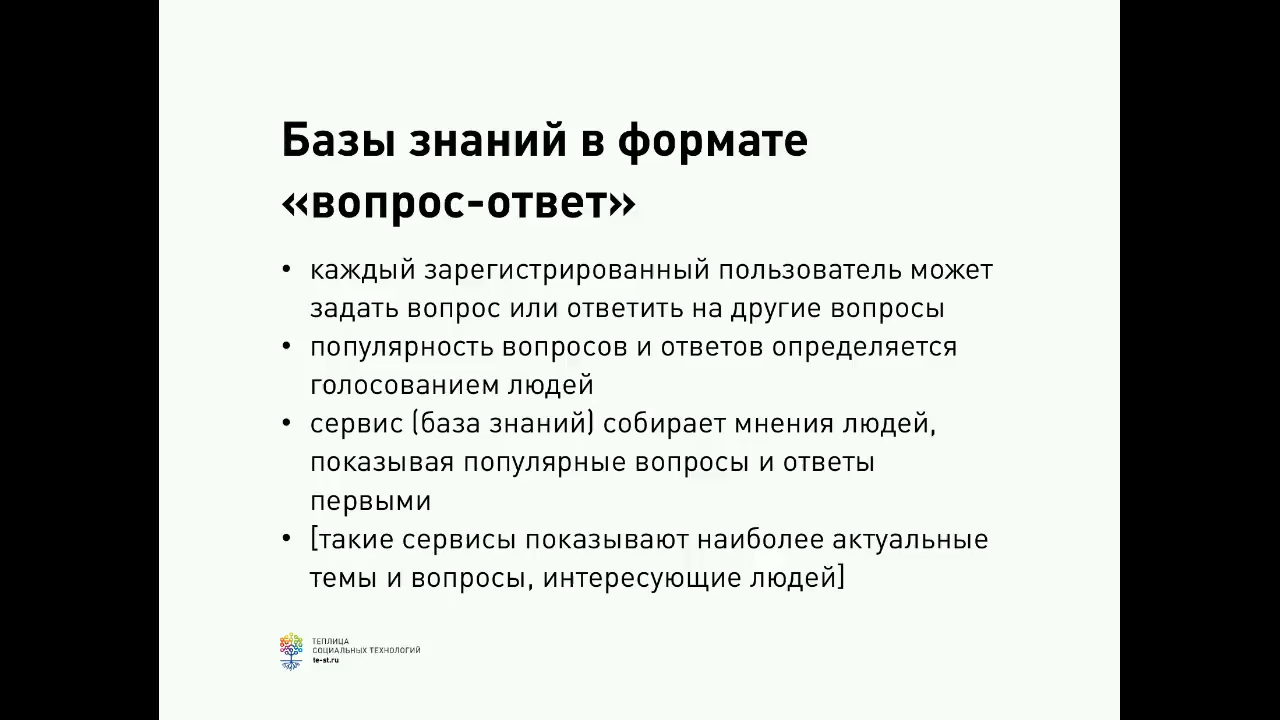 Базы знаний в формате
«вопрос-ответ»
• каждый зарегистрированный пользователь может
задать вопрос или ответить на другие вопросы
• популярность вопросов и ответов определяется
голосованием людей
• сервис (база знаний) собирает мнения людей,
показывая популярные вопросы и ответы
первыми
• [такие сервисы показывают наиболее актуальные
темы и вопросы, интересующие людей]
ТЕПЛИЦА
СОЦИАЛЬНЫХ ТЕХНОЛОГИЙ
te-st.ru